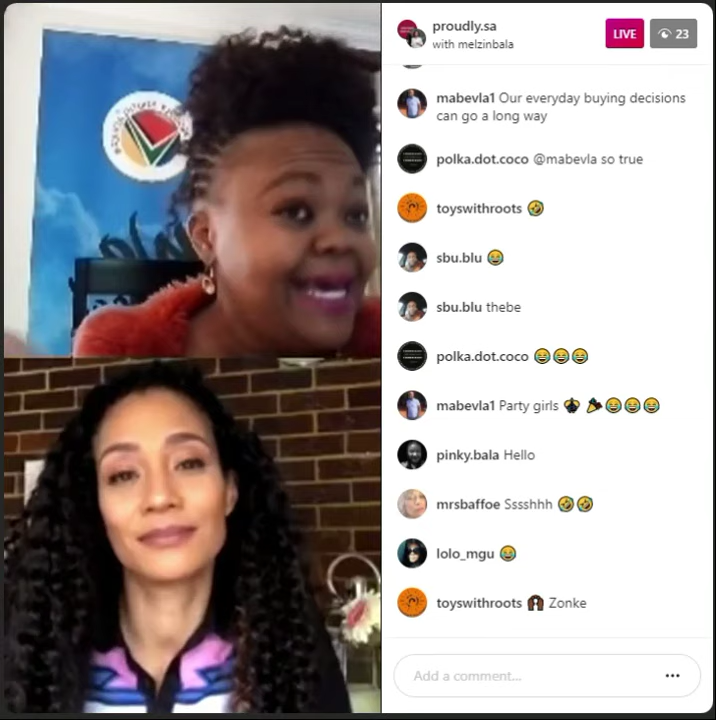 proudly.sa
with melzinbala
LIVE
23
mabevla1 Our everyday buying decisions
can go a long way
polka.dot.coco @mabevla so true
toyswithroots 🤣
sbu.blu 😂
sbu.blu thebe
polka.dot.coco 😂😂😂
mabevla1 Party girls 💃 🎉😂😂😂
pinky.bala Hello
mrsbaffoe Sssshhh 🤣🤣
lolo_mgu 😂
toyswithroots Zonke
Add a comment...